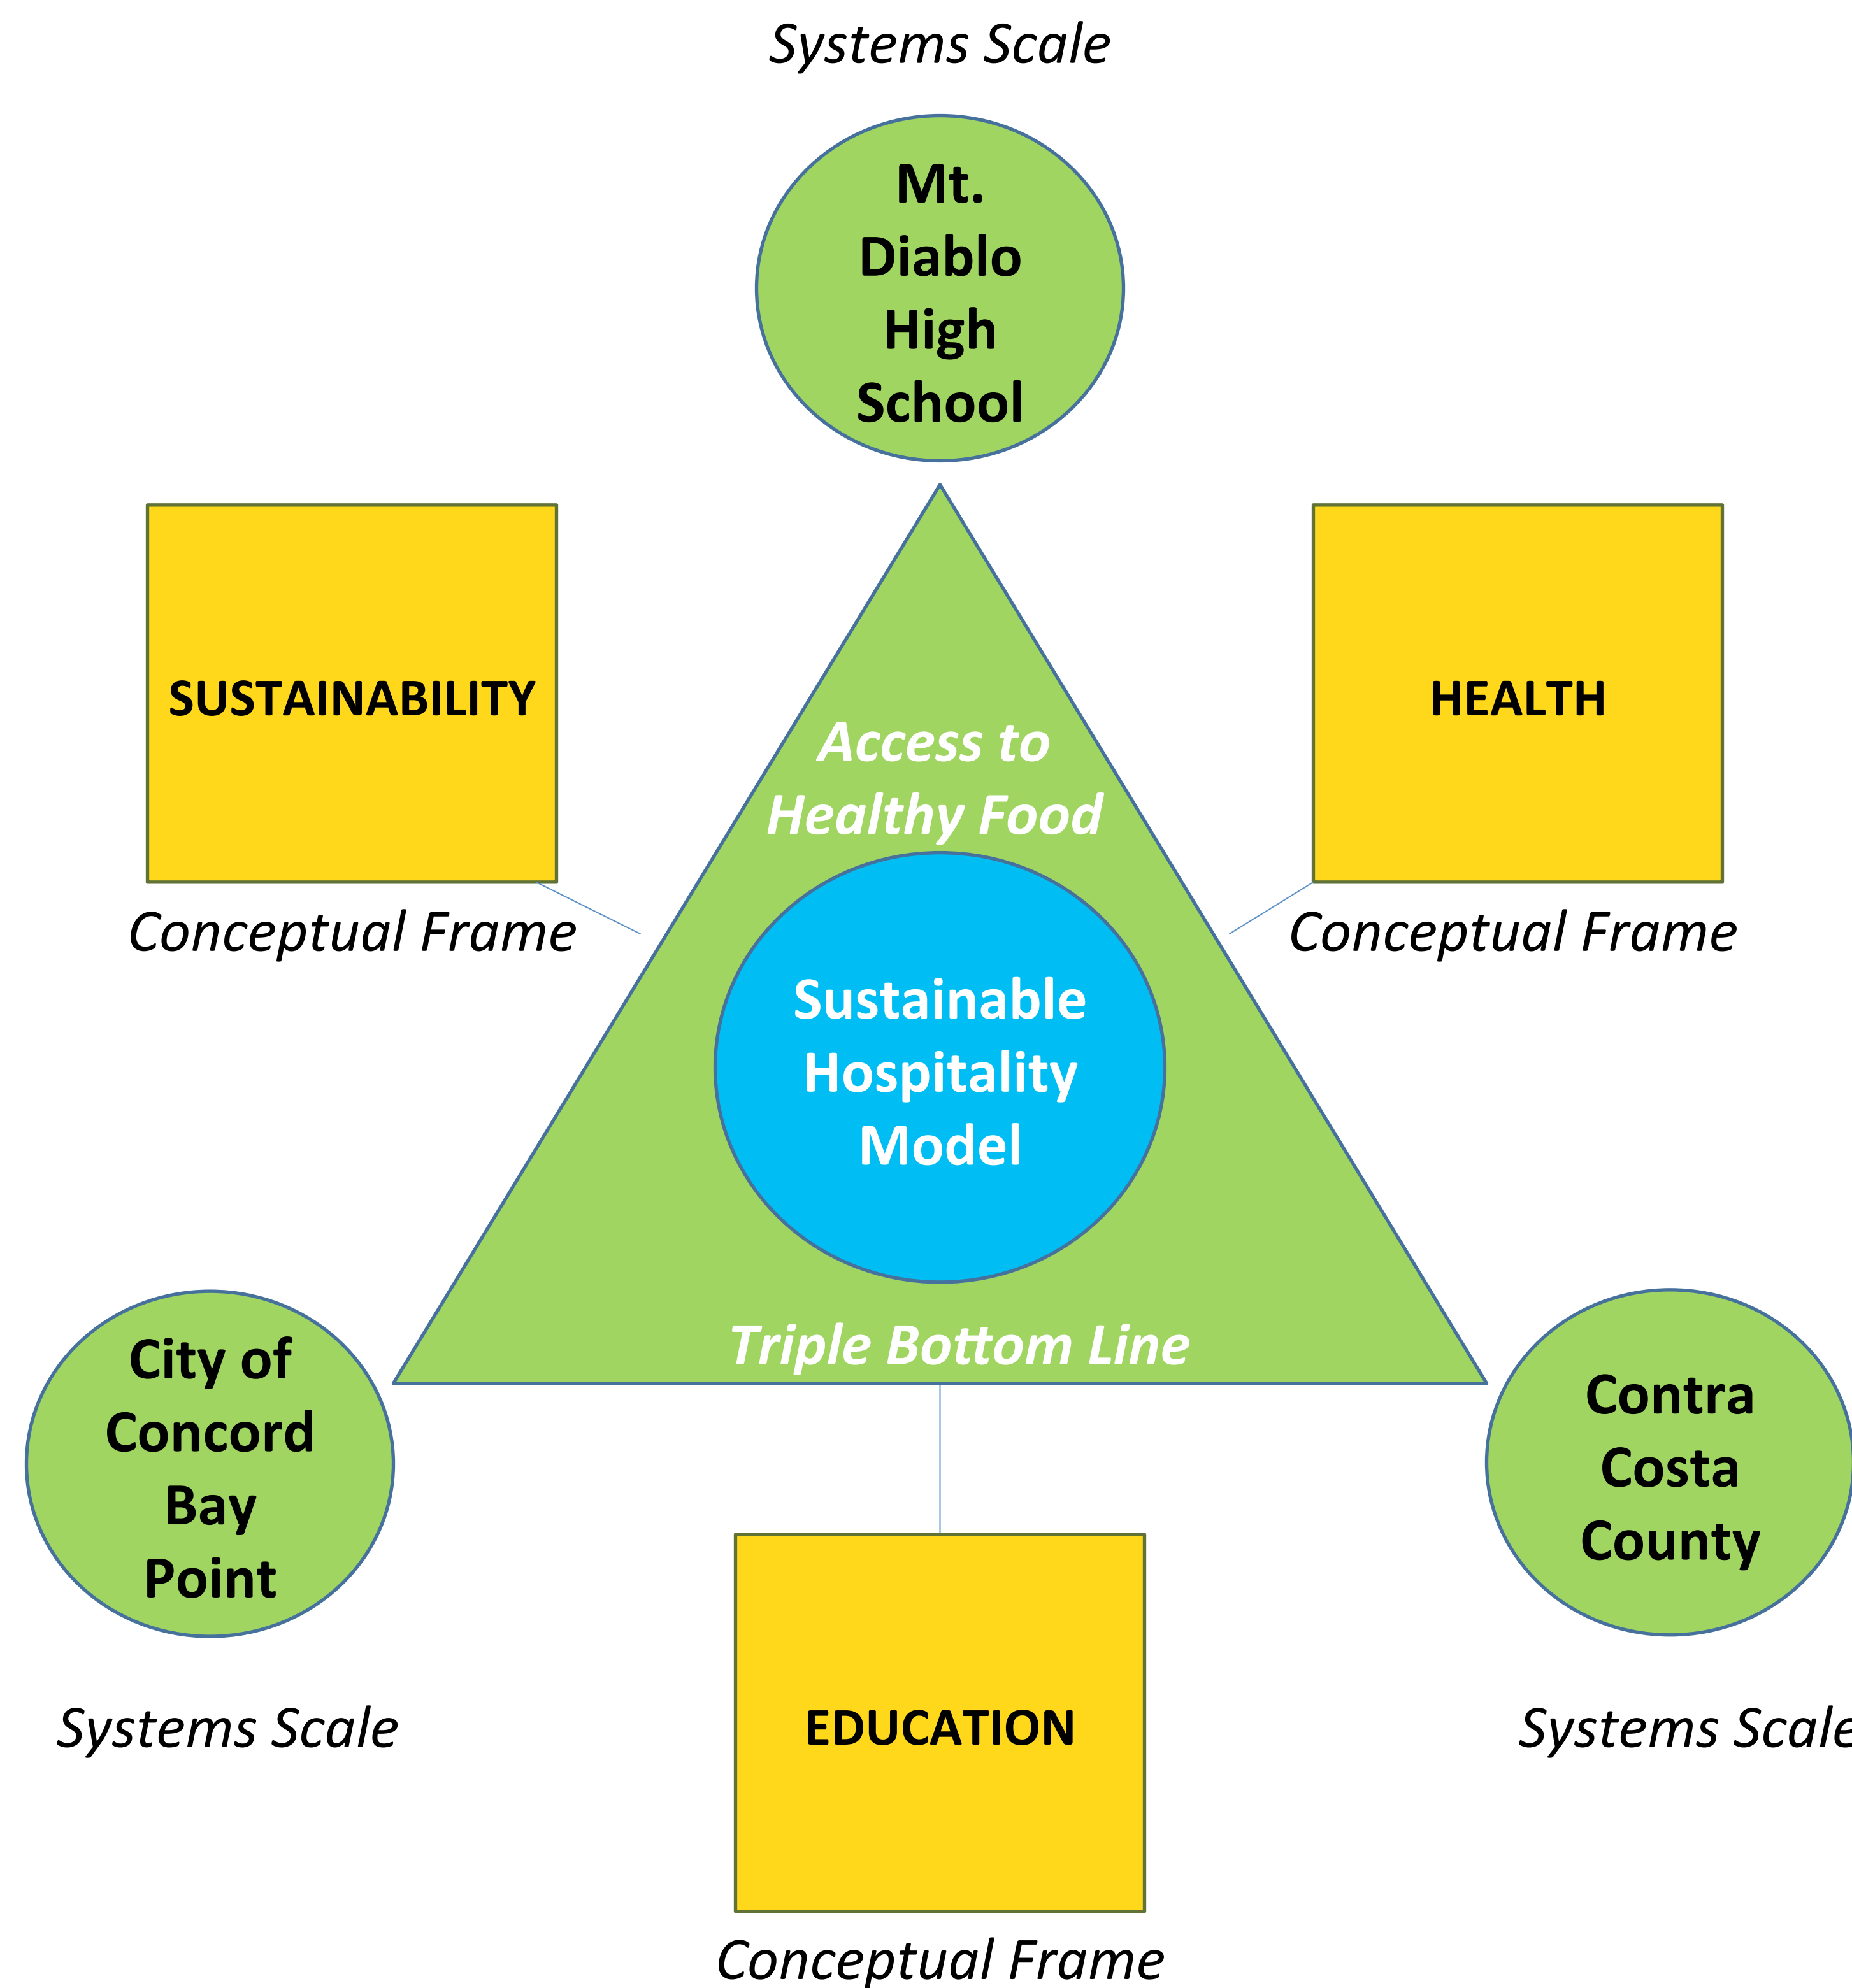 Systems Scale
Mt.
Diablo
High
School
SUSTAINABILITY
HEALTH
Access to
Healthy Food
Conceptual Frame
Conceptual Frame
Sustainable
Hospitality
Model
Triple Bottom Line
City of
Concord
Bay
Point
Contra
Costa
County
Systems Scale
Systems Scale
EDUCATION
Conceptual Frame